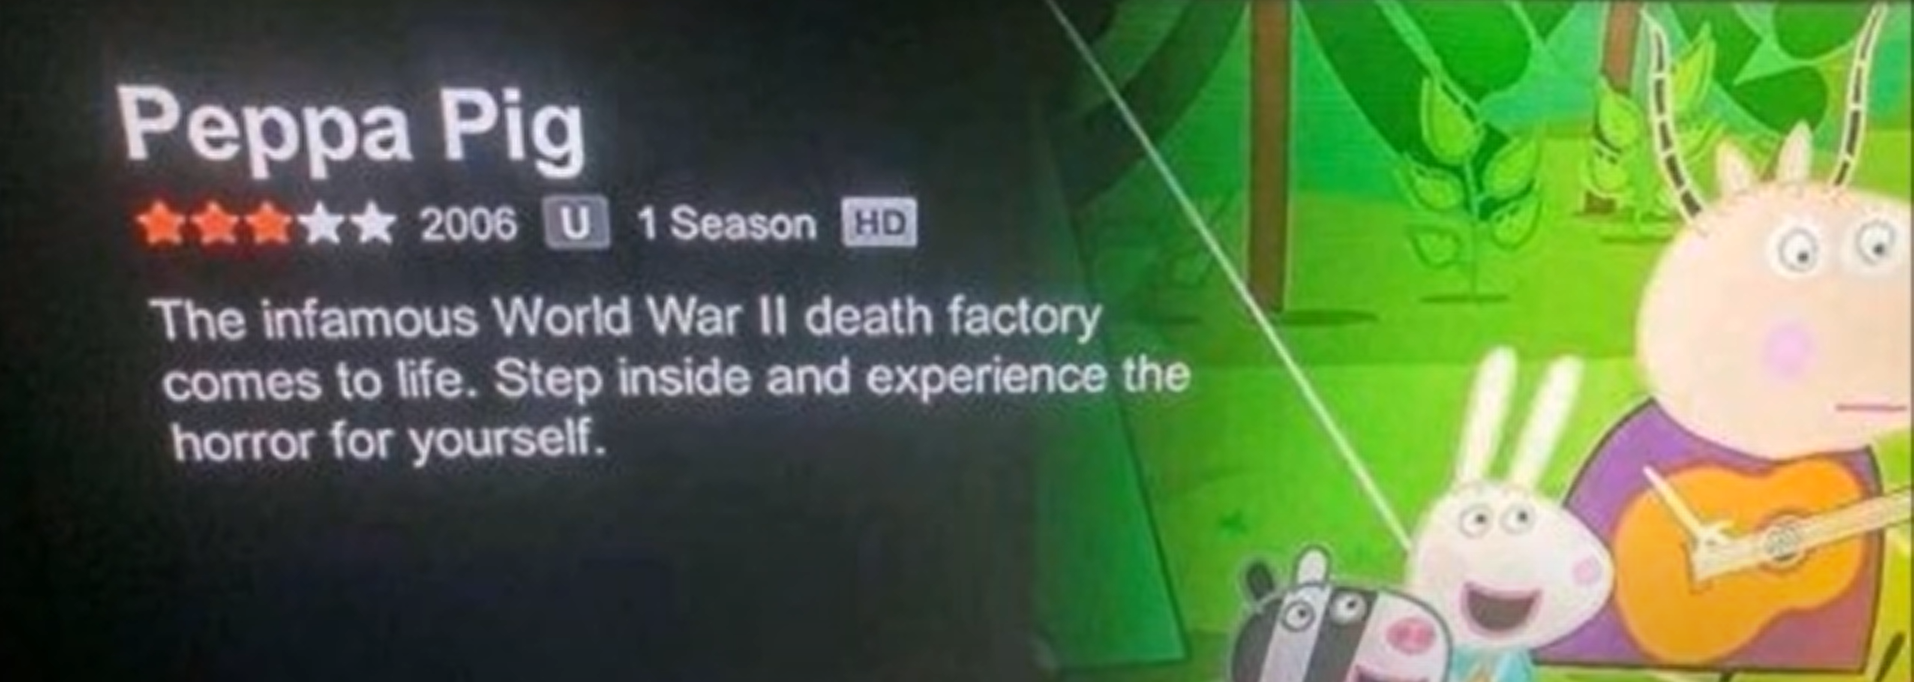 Peppa Pig
2006 U 1 Season HD
The infamous World War II death factory
comes to life. Step inside and experience the
horror for yourself.